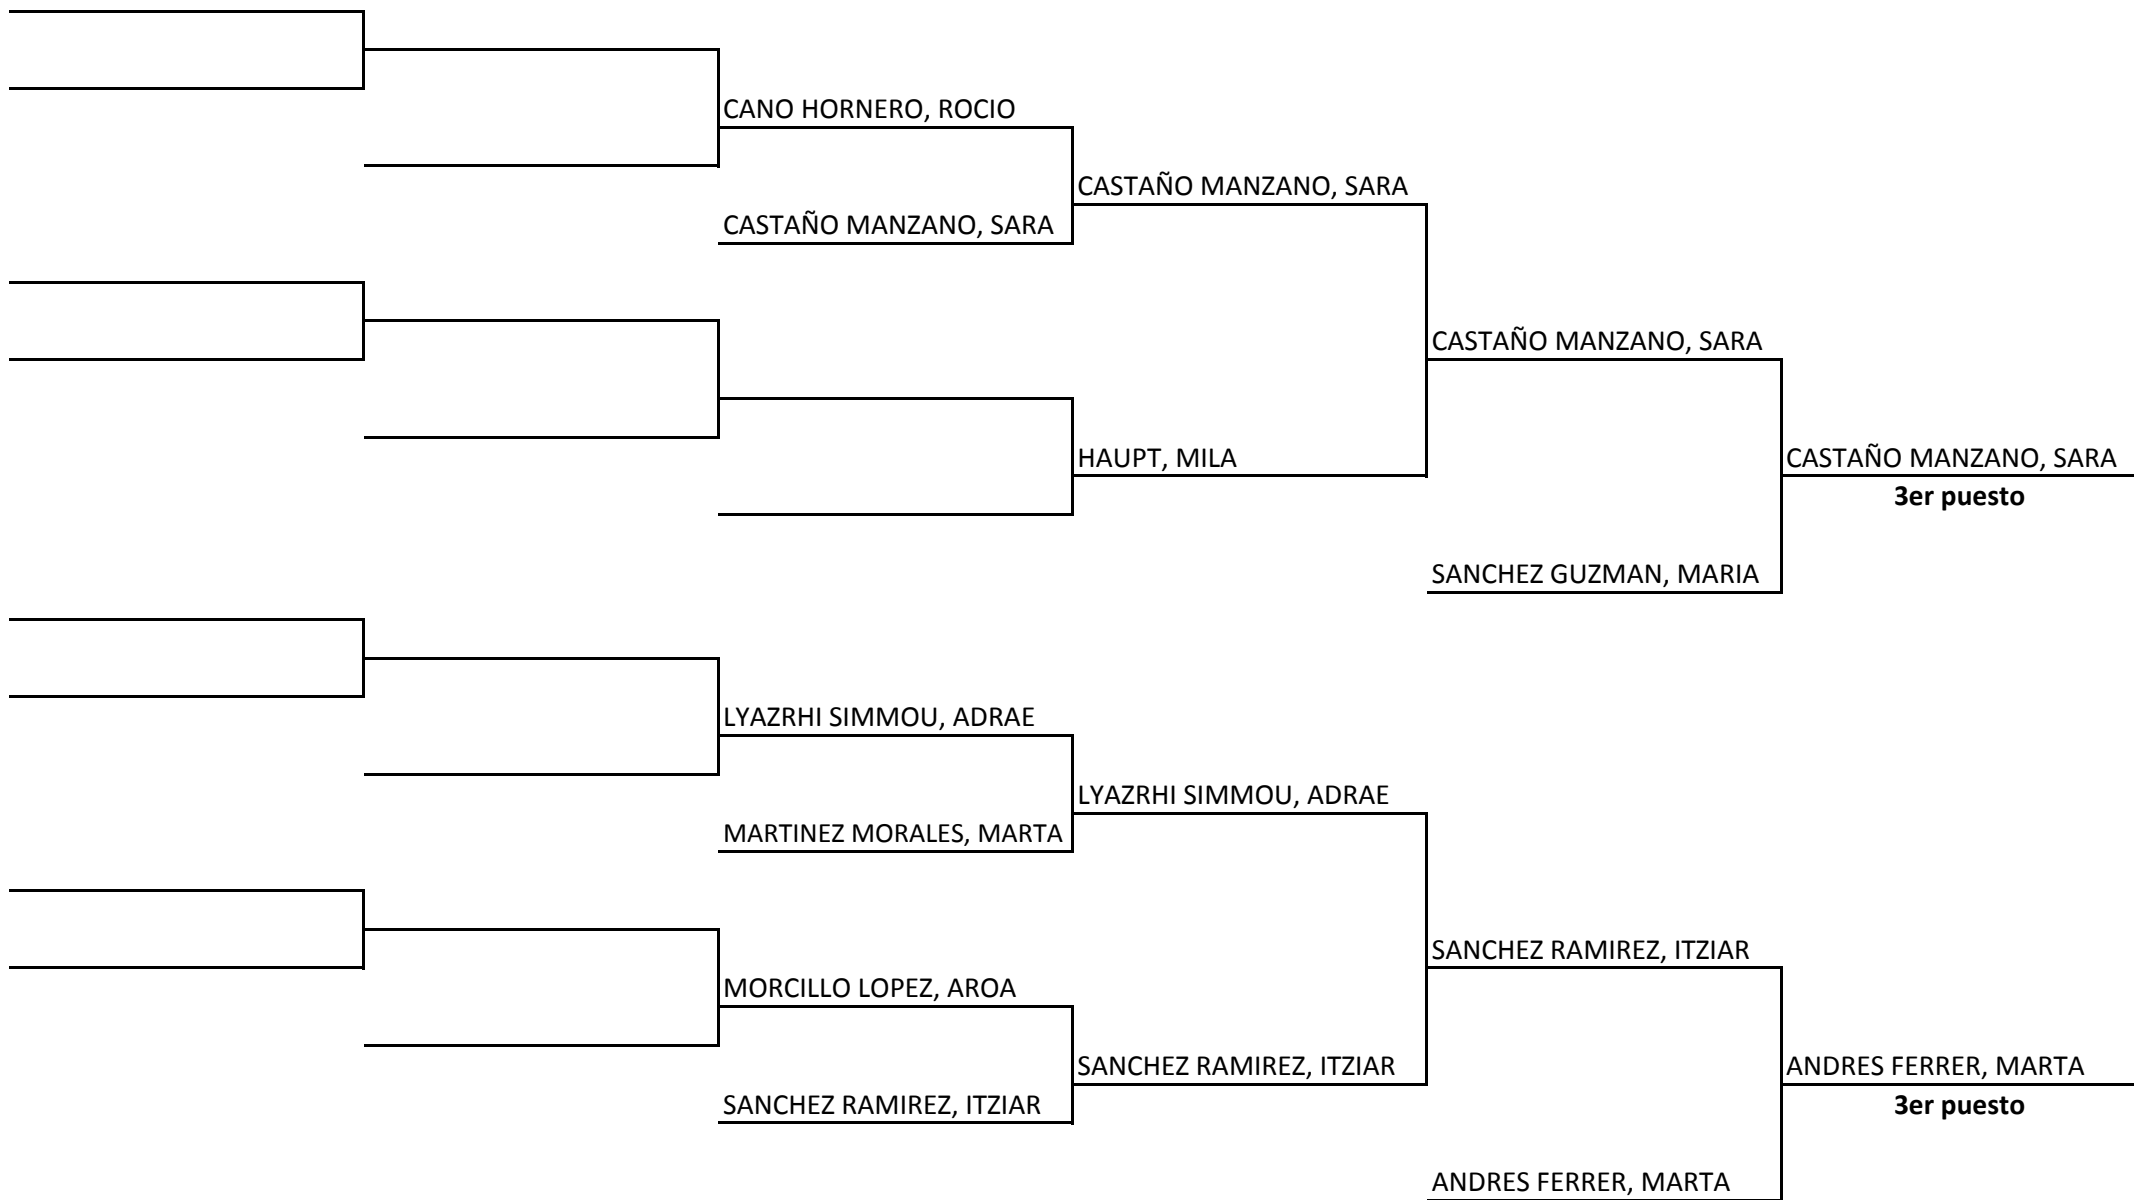 CANO HORNERO, ROCIO
CASTAÑO MANZANO, SARA
CASTAÑO MANZANO, SARA
CASTAÑO MANZANO, SARA
HAUPT, MILA
CASTAÑO MANZANO, SARA
3er puesto
SANCHEZ GUZMAN, MARIA
LYAZRHI SIMMOU, ADRAE
LYAZRHI SIMMOU, ADRAE
MARTINEZ MORALES, MARTA
SANCHEZ RAMIREZ, ITZIAR
MORCILLO LOPEZ, AROA
SANCHEZ RAMIREZ, ITZIAR
ANDRES FERRER, MARTA
SANCHEZ RAMIREZ, ITZIAR
3er puesto
ANDRES FERRER, MARTA